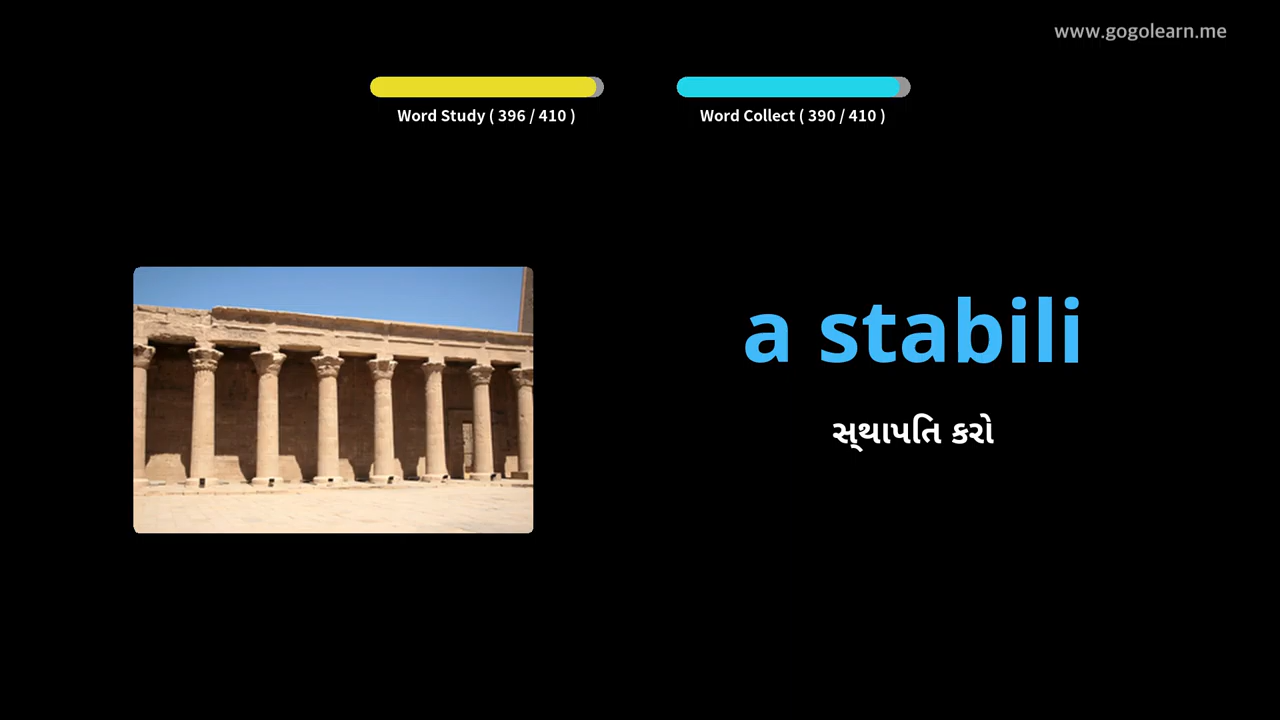 www.gogolearn.me
Word Study ( 396 / 410 )
Word Collect ( 390 / 410 )
a stabili
સ્થાપતિ કરો